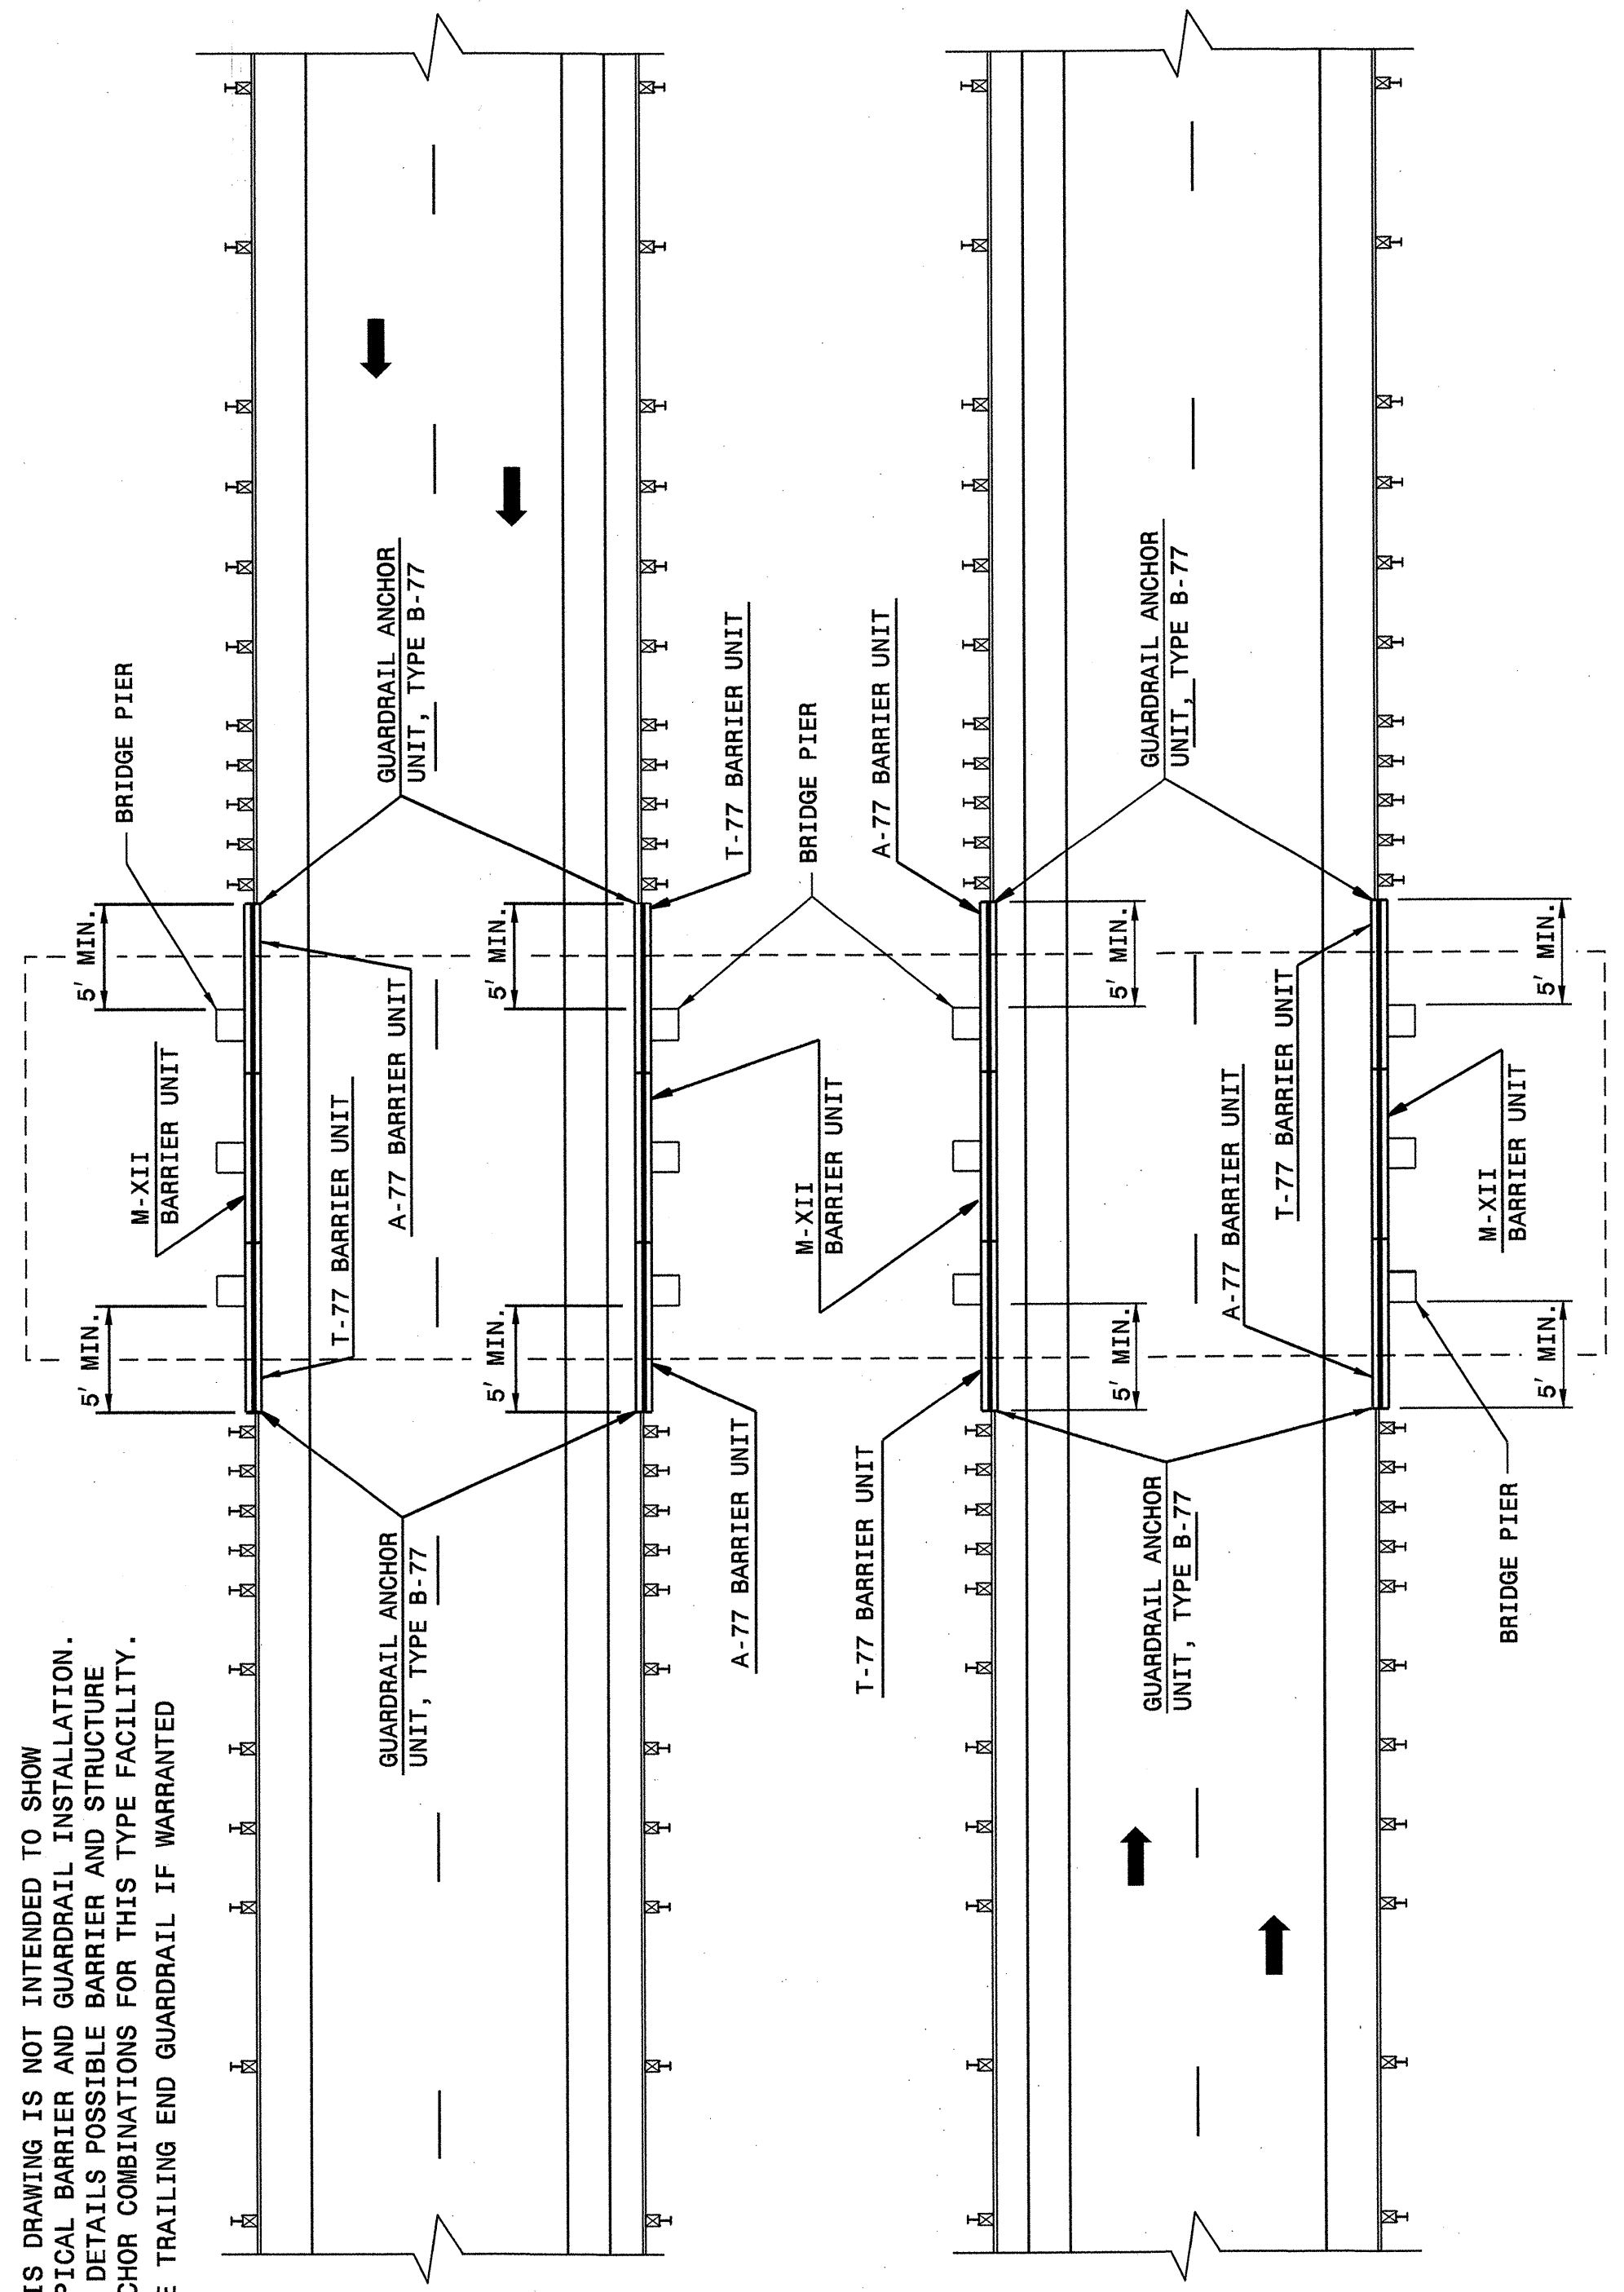 IS DRAWING IS NOT INTENDED TO SHOW
PICAL BARRIER AND GUARDRAIL INSTALLATION.
DETAILS POSSIBLE BARRIER AND STRUCTURE
CHOR COMBINATIONS FOR THIS TYPE FACILITY.
E TRAILING END GUARDRAIL IF WARRANTED
5' MIN.
5' MIN.
BRIDGE PIER
M-XII
BARRIER UNIT
T-77 BARRIER UNIT
A-77 BARRIER UNIT
GUARDRAIL ANCHOR
UNIT, TYPE B-77
GUARDRAIL ANCHOR
UNIT, TYPE B-77
5' MIN.
5' MIN.
A-77 BARRIER UNIT
T-77 BARRIER UNIT
M-XII
BARRIER UNIT
BRIDGE PIER
T-77 BARRIER UNIT
A-77 BARRIER UNIT
5' MIN.
5' MIN.
GUARDRAIL ANCHOR
UNIT, TYPE B-77
GUARDRAIL ANCHOR
UNIT, TYPE B-77
A-77 BARRIER UNIT
T-77 BARRIER UNIT
BRIDGE PIER
M-XII
BARRIER UNIT
5' MIN.
5' MIN.